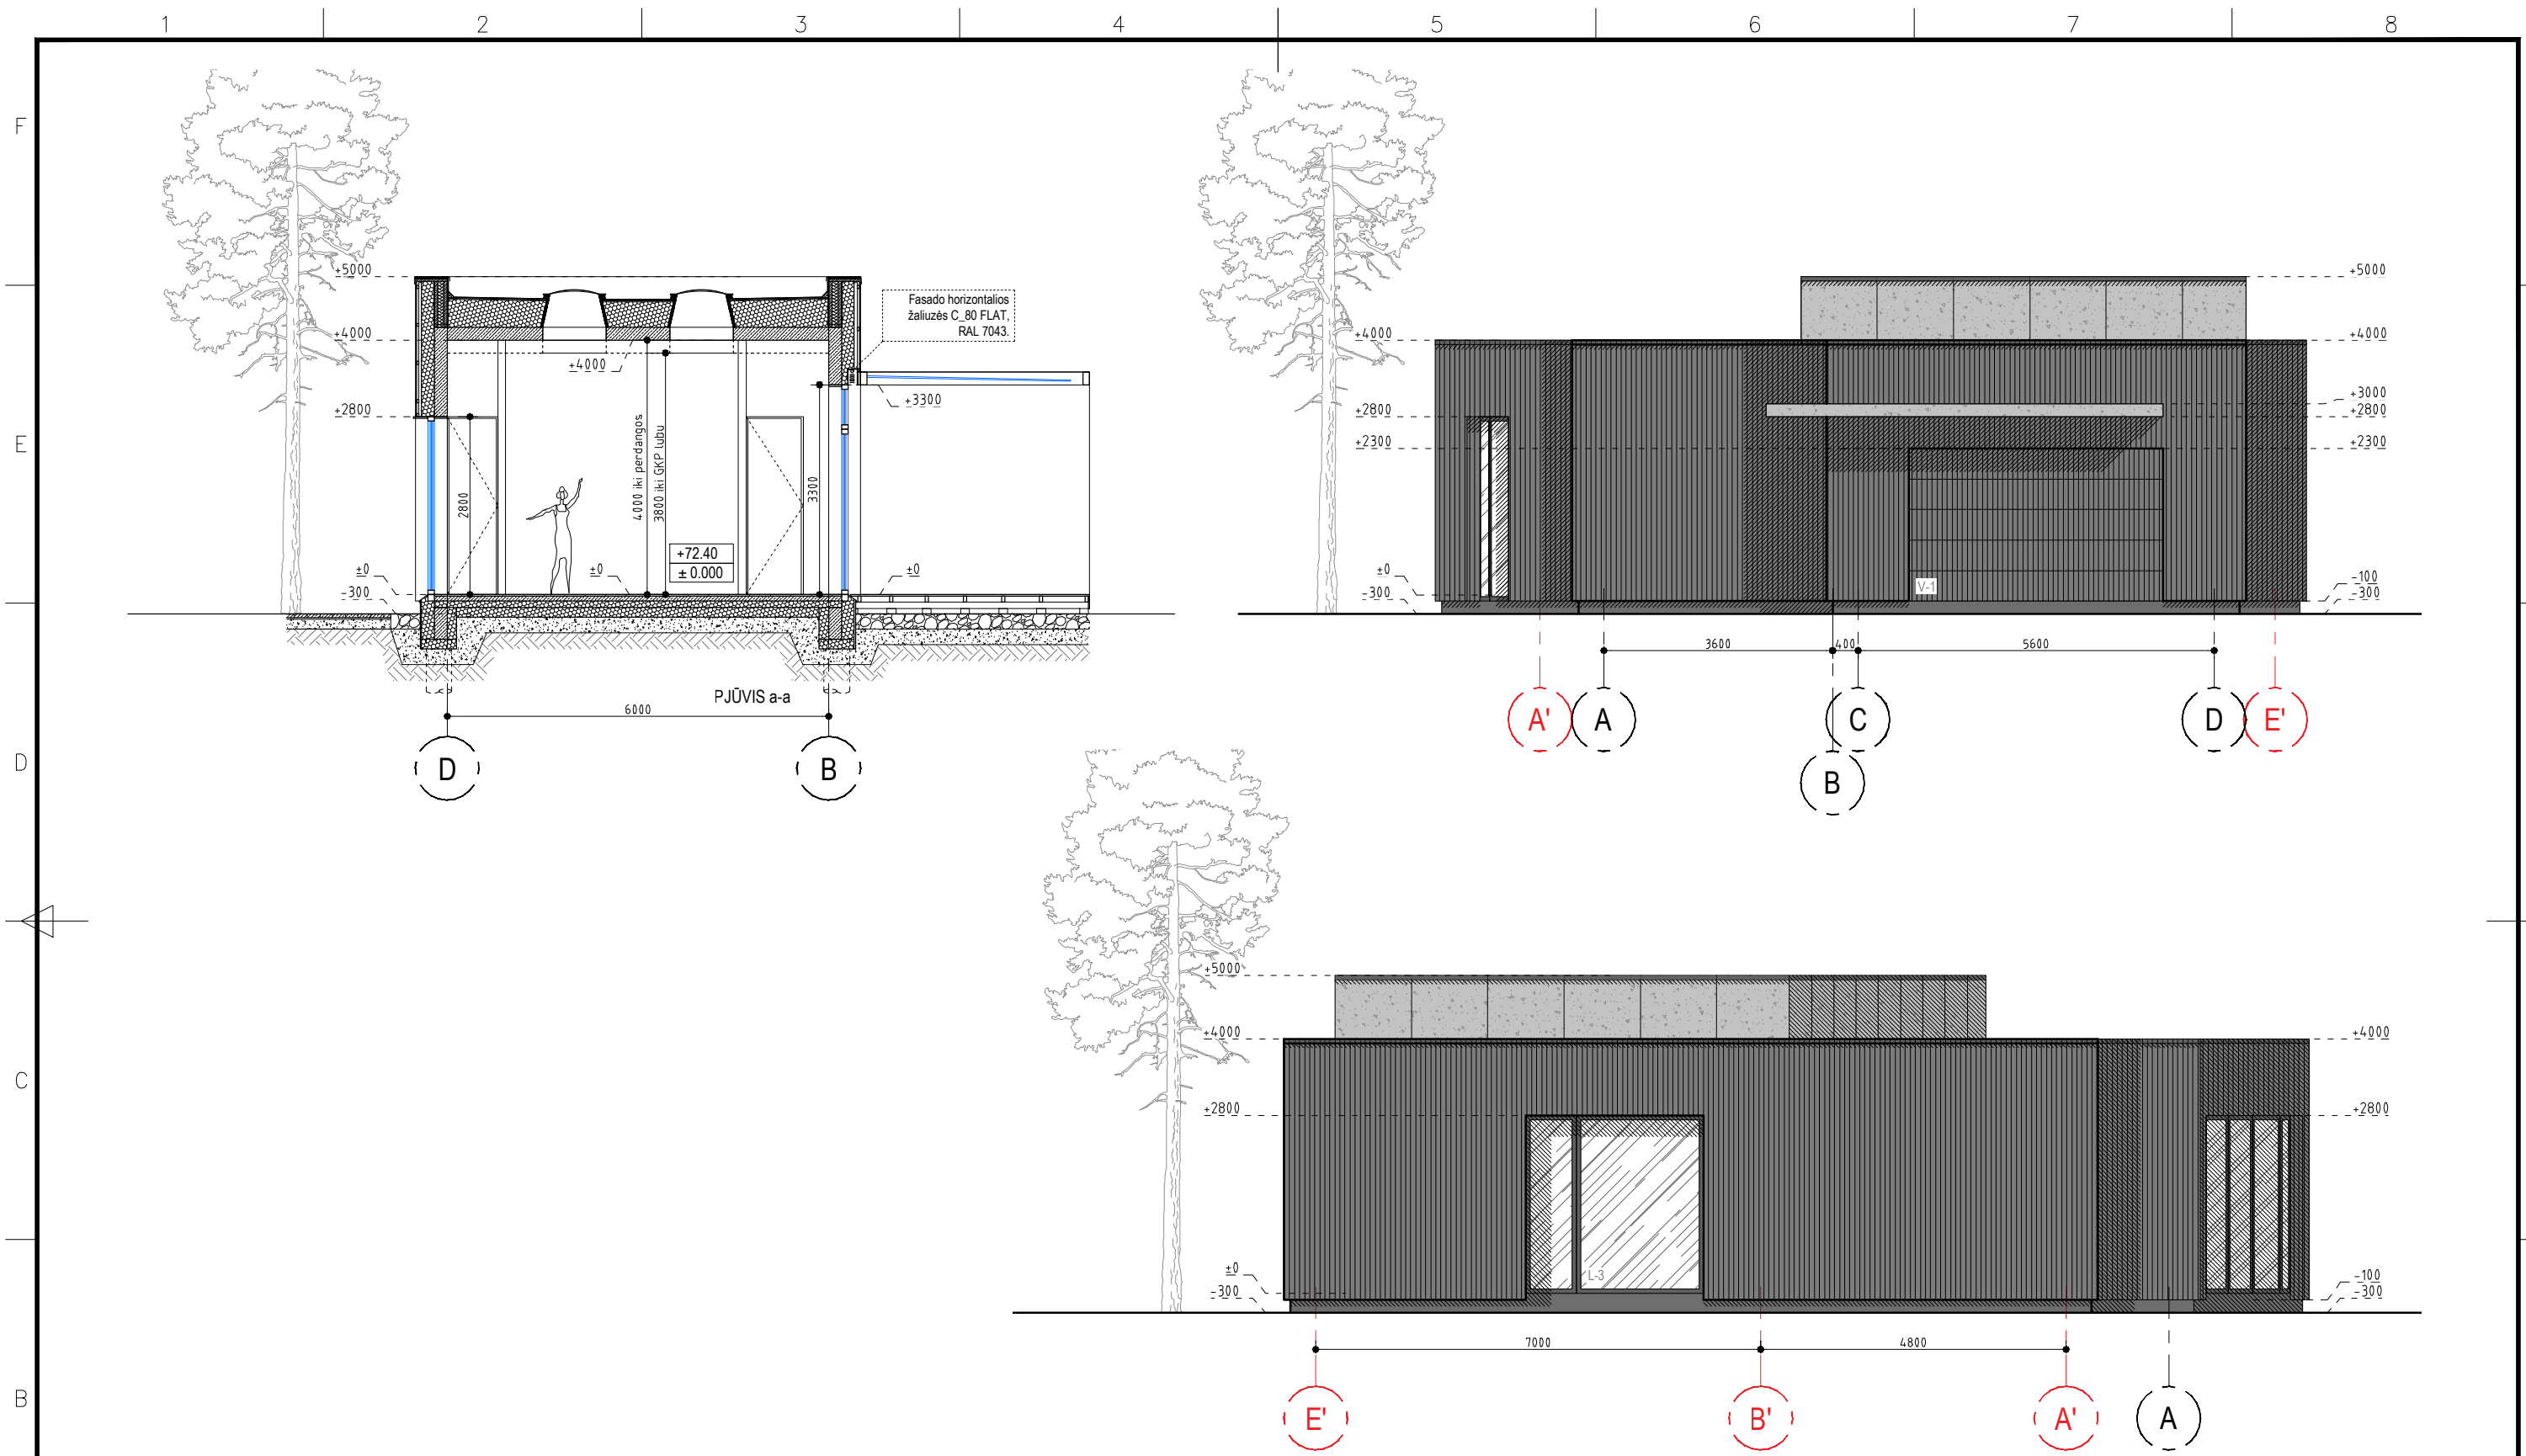 1 2 3 4 5 6 7 8
F
E
D
C
B
+5000
+4000
+2800
±0
-300
Fasado horizontalios
žaliuzės C_80 FLAT,
RAL 7043.
+4000
+3300
2800
4000 iki perdangos
3800 iki GKP lubu
3300
+72.40
± 0.000
±0
±0
PJŪVIS a-a
6000
D B
+5000
+4000
+4000
+3000
+2800
+2800
+2300
+2300
±0
-300
-100
-300
V-1
3600 400 5600
A' A C D E'
B
+5000
+4000
+4000
+2800
+2800
±0
-300
-100
-300
L-3
7000 4800
E' B' A' A